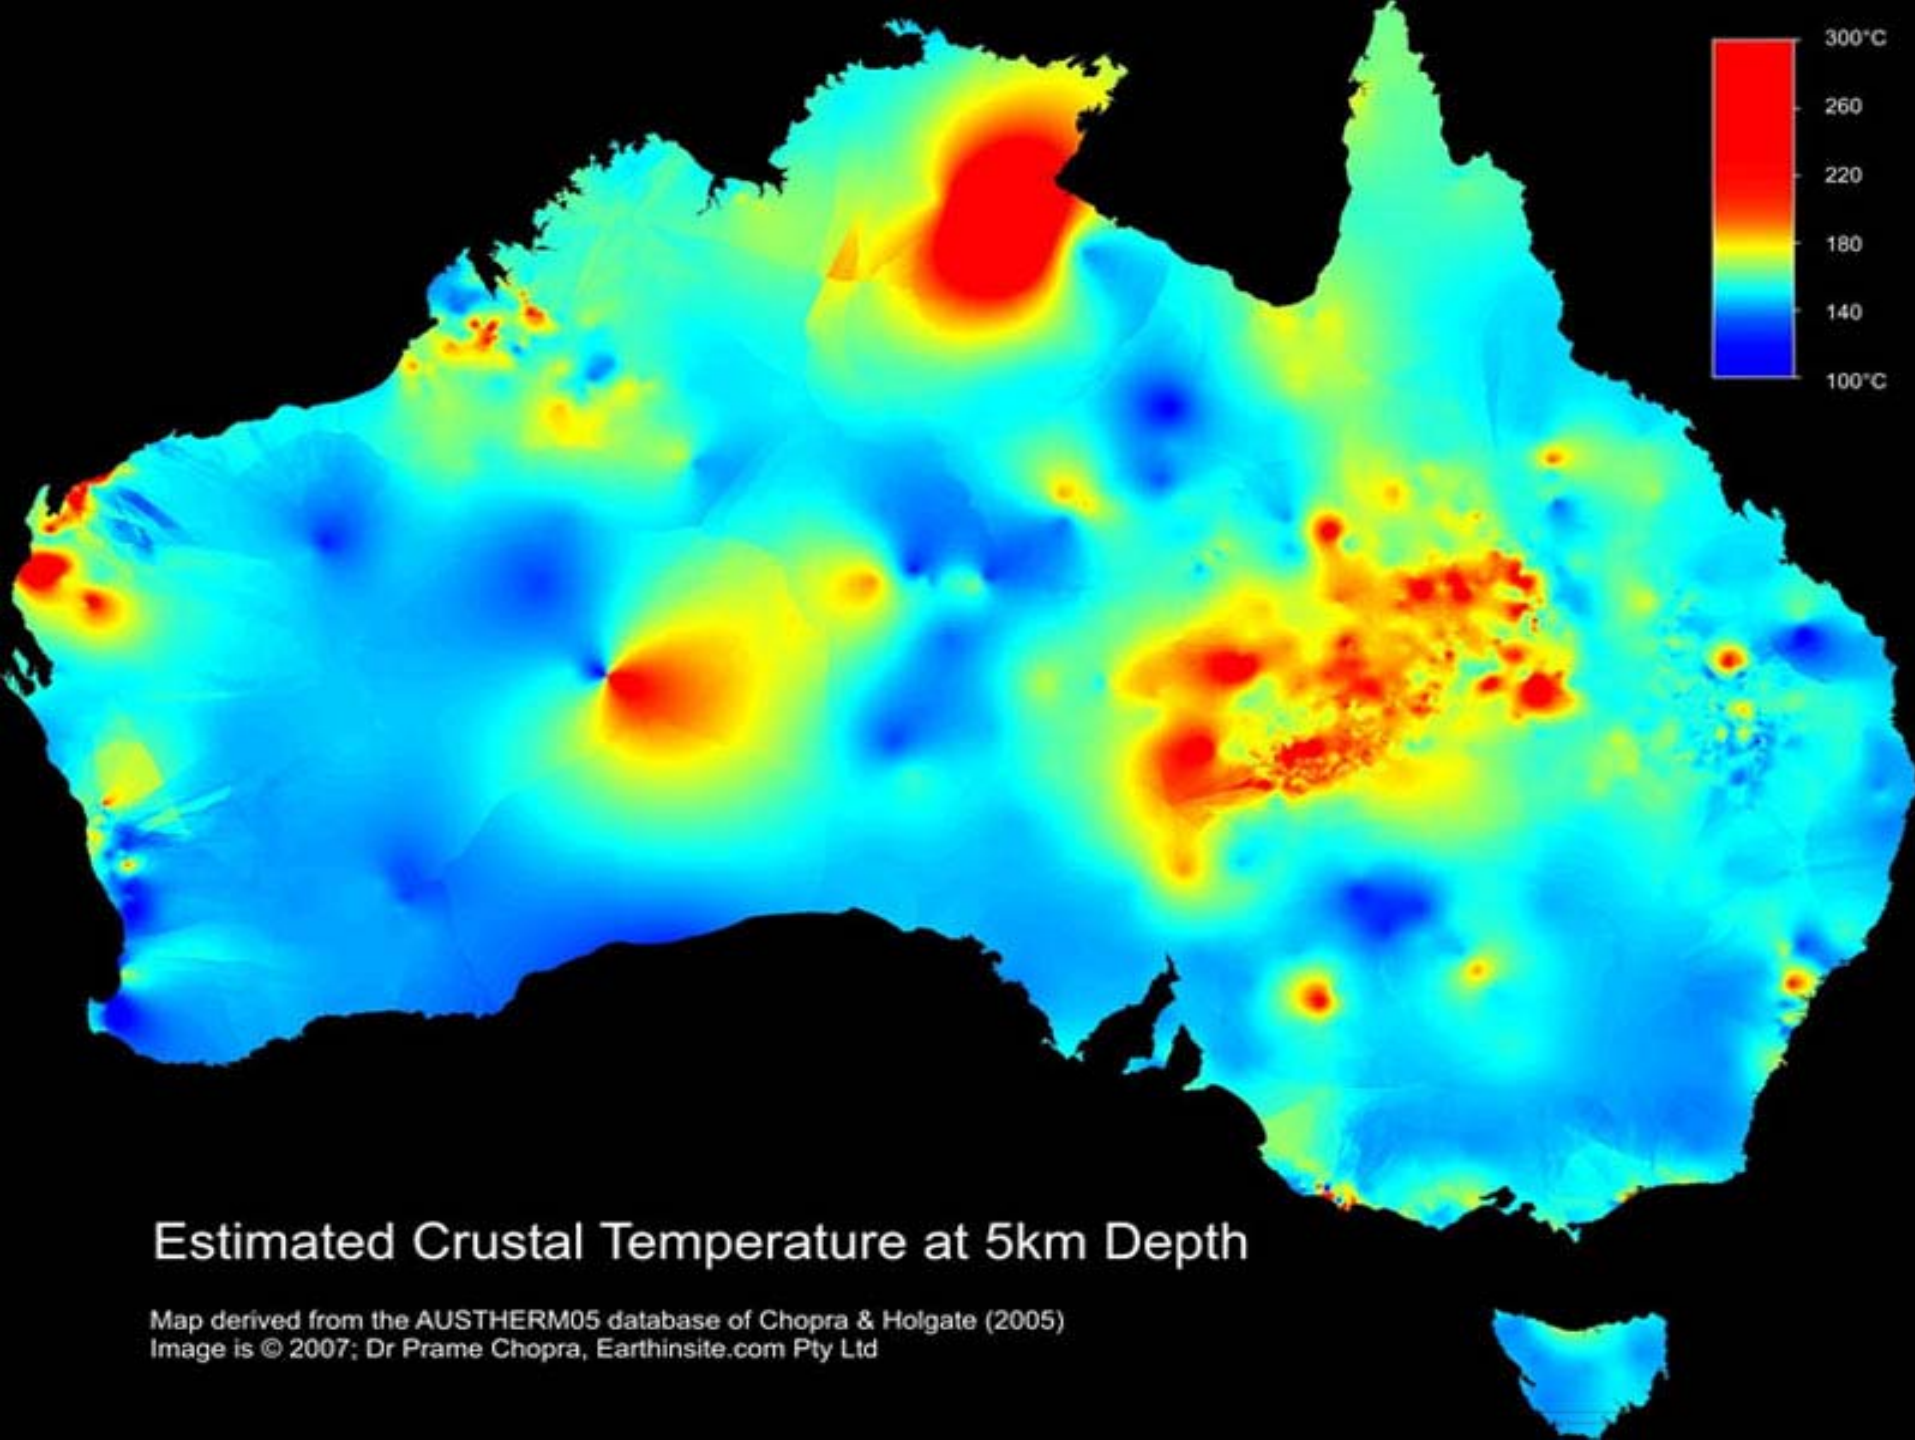 300°C
260
220
180
140
100°C
Estimated Crustal Temperature at 5km Depth
Map derived from the AUSTHERM05 database of Chopra & Holgate (2005)
Image is © 2007; Dr Prame Chopra, Earthinsite.com Pty Ltd